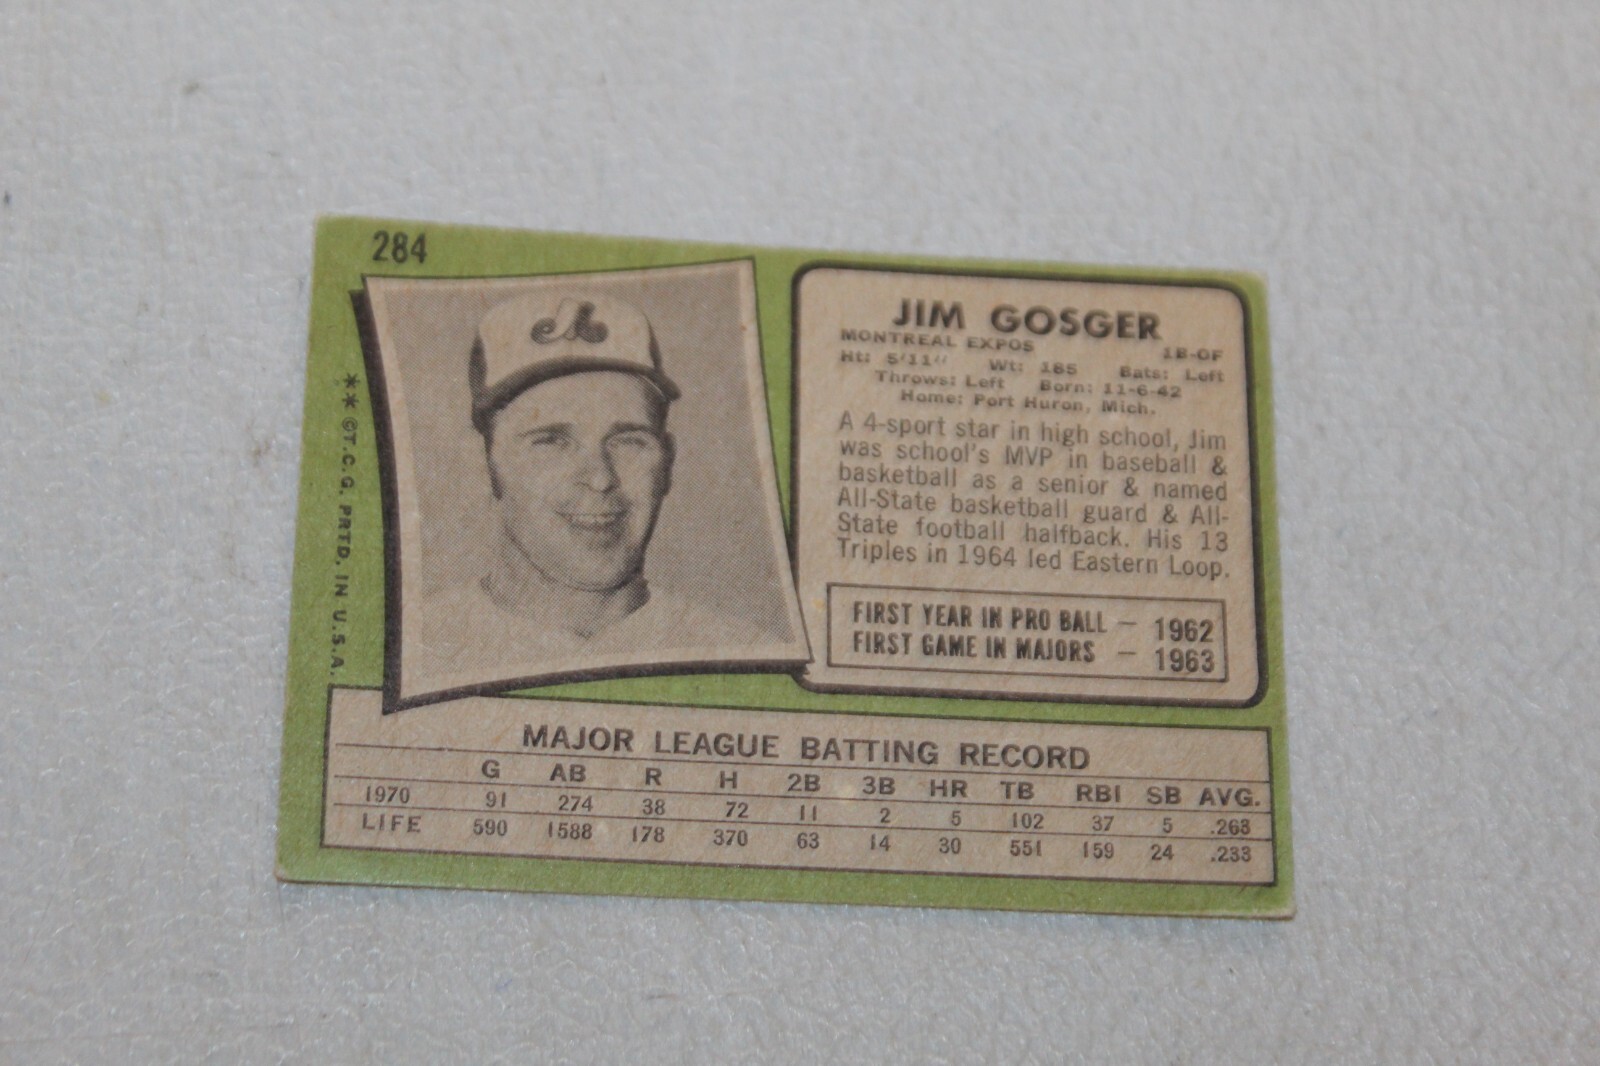 284
JIM GOSGER
MONTREAL EXPOS 1B-OF
Ht: 5'11" Wt: 185 Bats: Left
Throws: Left Born: 11-6-42
Home: Port Huron, Mich.
A 4-sport star in high school, Jim
was school's MVP in baseball &
basketball as a senior & named
All-State basketball guard & All-
State football halfback. His 13
Triples in 1964 led Eastern Loop.
FIRST YEAR IN PRO BALL — 1962
FIRST GAME IN MAJORS — 1963
** ©T.C.G. PRTD. IN U.S.A.
MAJOR LEAGUE BATTING RECORD
G AB R H 2B 3B HR TB RBI SB AVG.
1970 91 274 38 72 11 2 5 102 37 5 .263
LIFE 590 1588 178 370 63 14 30 551 159 24 .233